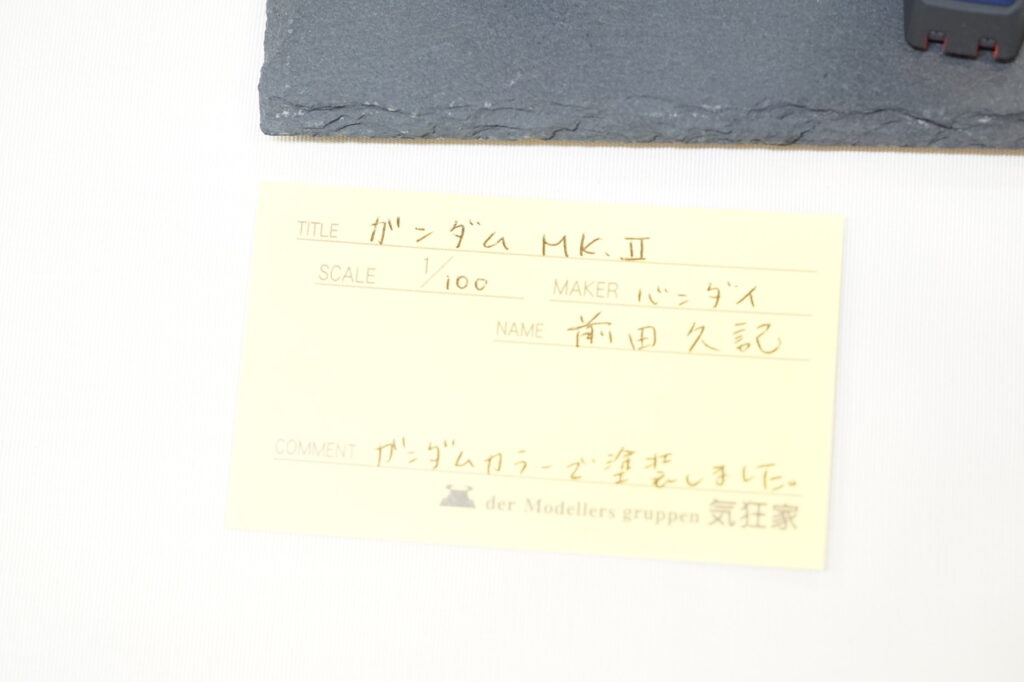 TITLE ガンダム MK.II
SCALE 1/100 MAKER バンダイ
NAME 前田久記
COMMENT ガンダムカラーで塗装しました。
der Modellers gruppen 気狂家